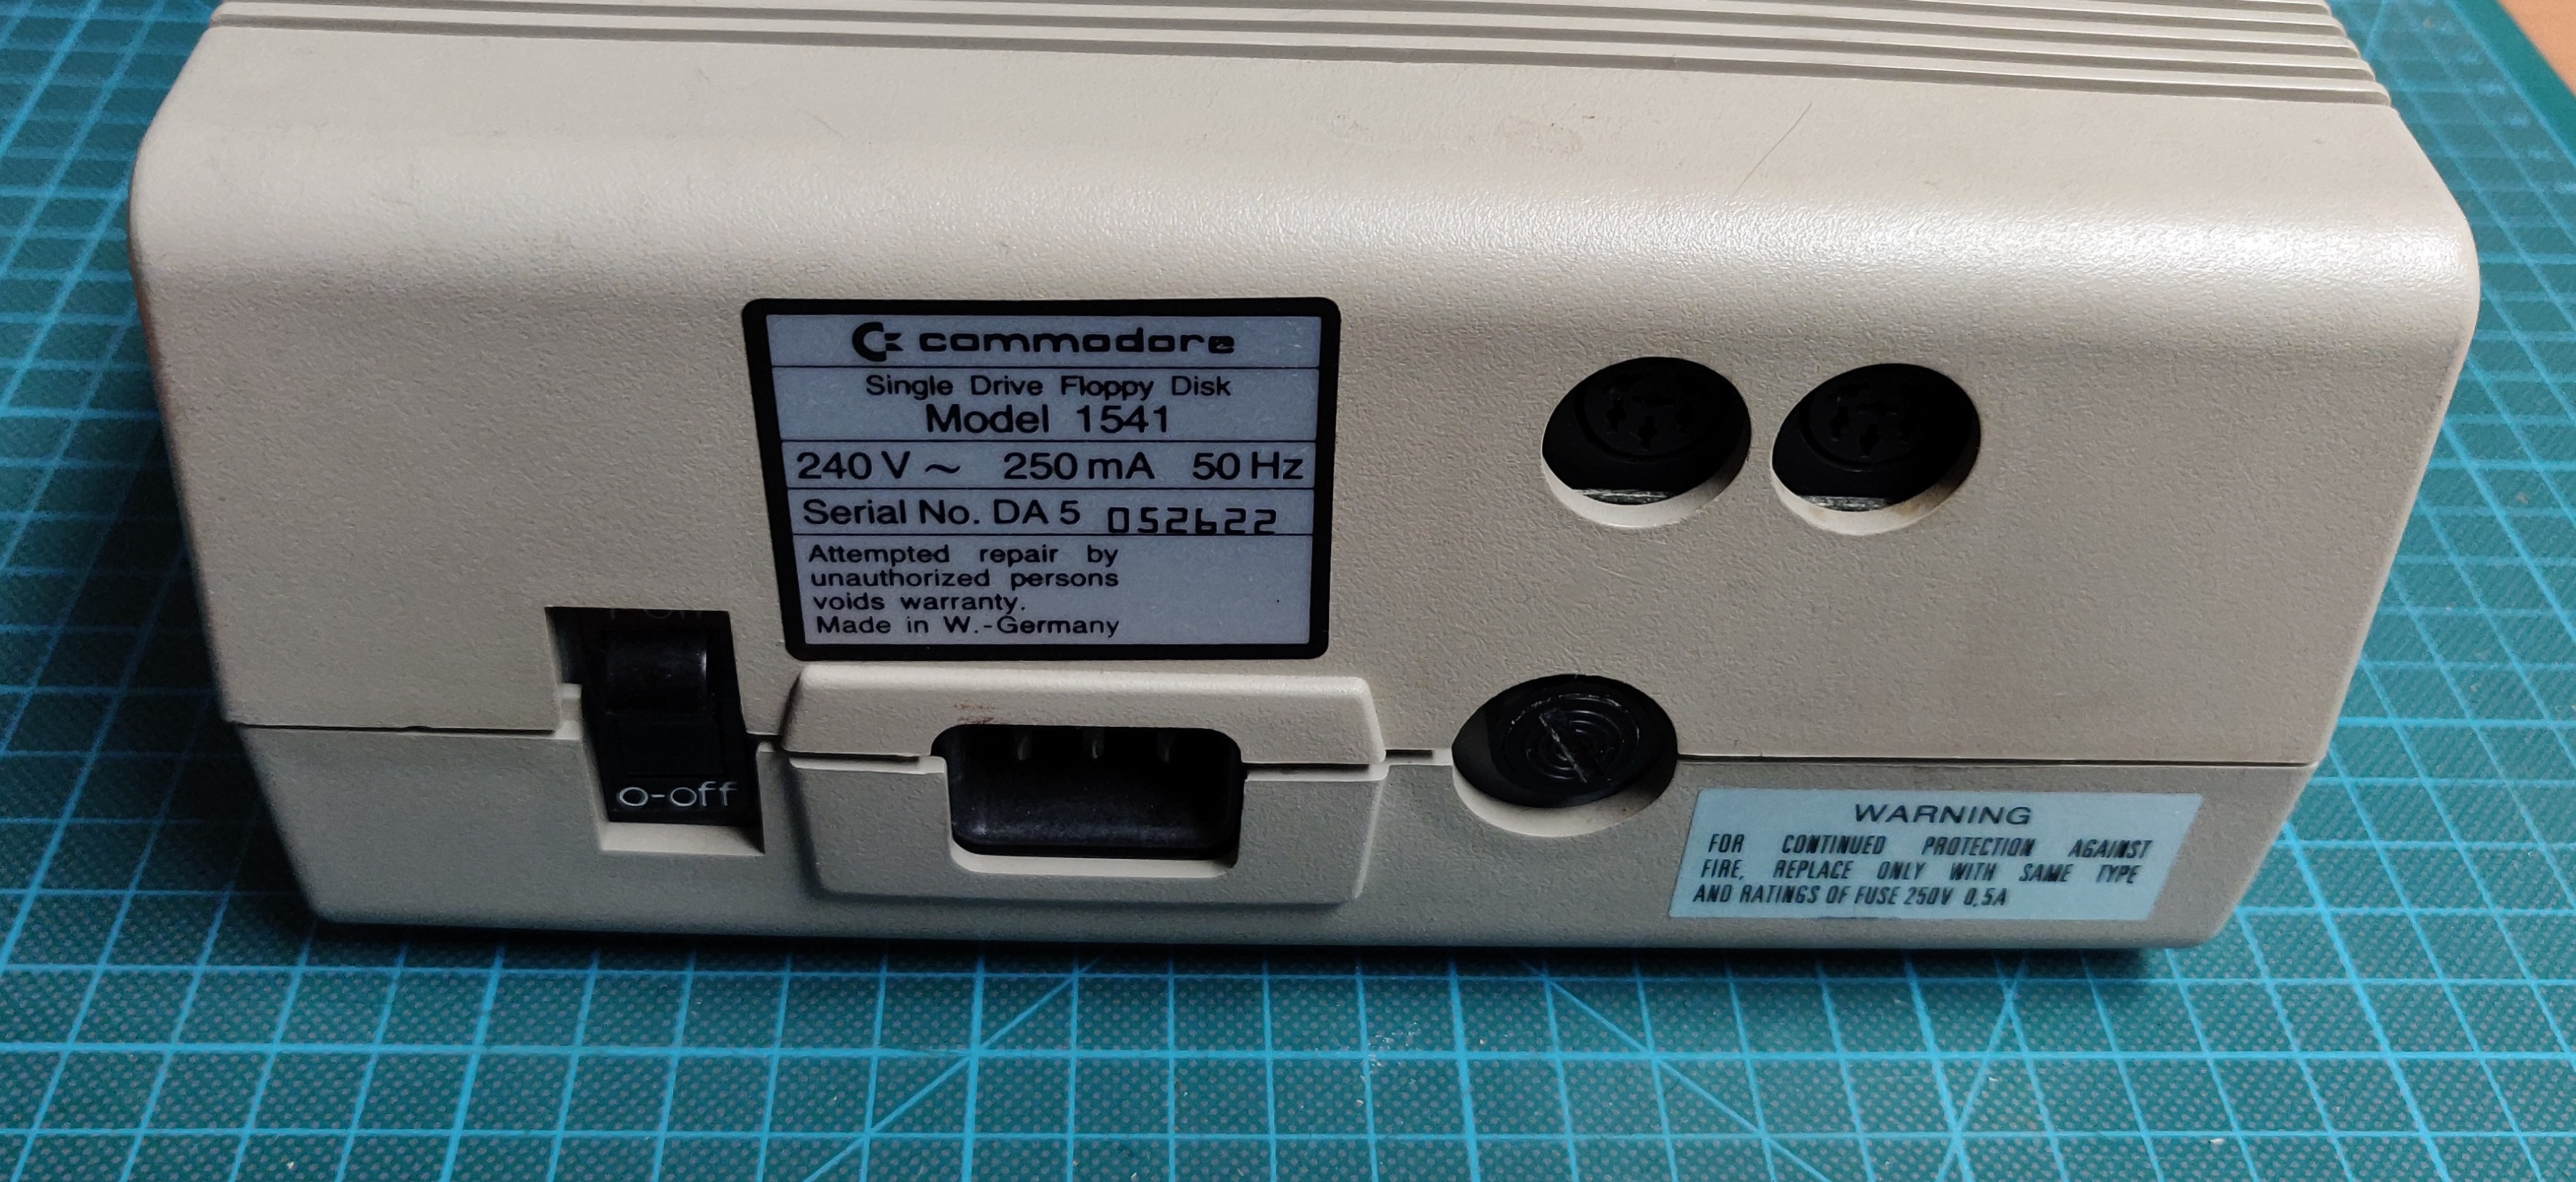 commodore
Single Drive Floppy Disk
Model 1541
240 V ~ 250 mA 50 Hz
Serial No. DA 5 052622
Attempted repair by
unauthorized persons
voids warranty.
Made in W.-Germany
o-off
WARNING
FOR CONTINUED PROTECTION AGAINST
FIRE, REPLACE ONLY WITH SAME TYPE
AND RATINGS OF FUSE 250V 0,5A